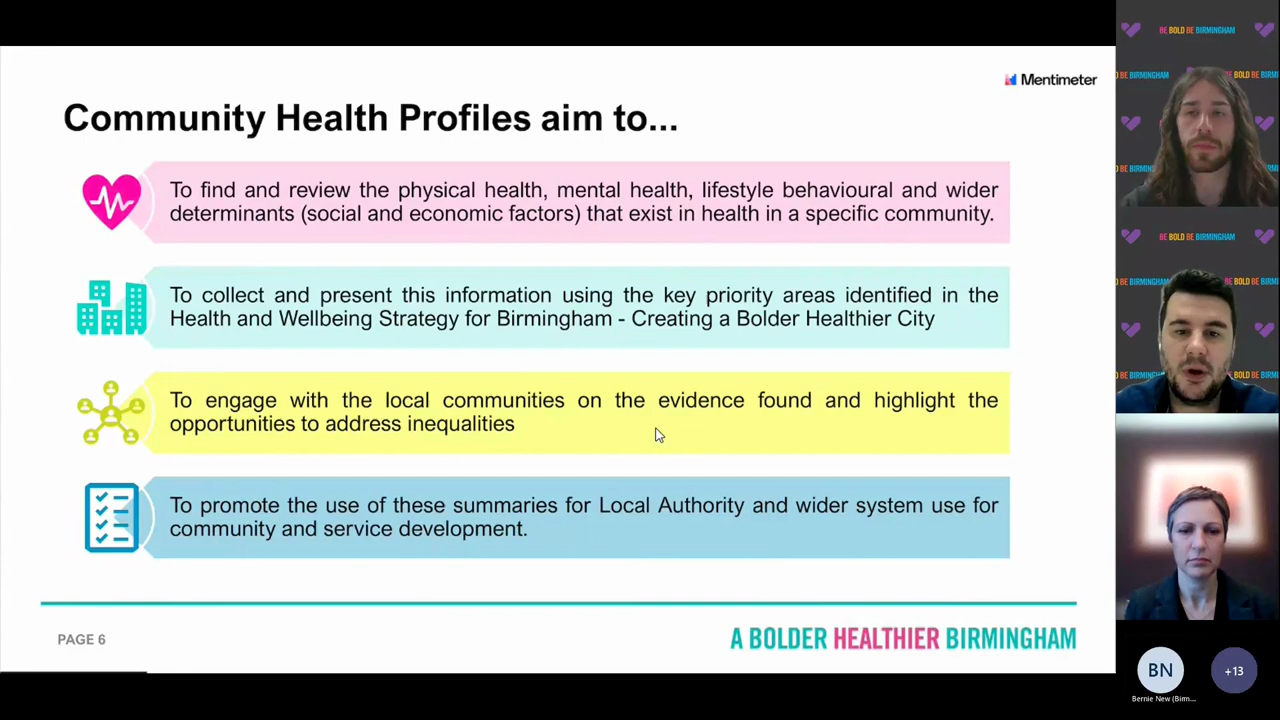 Mentimeter
Community Health Profiles aim to...
To find and review the physical health, mental health, lifestyle behavioural and wider
determinants (social and economic factors) that exist in health in a specific community.
To collect and present this information using the key priority areas identified in the
Health and Wellbeing Strategy for Birmingham - Creating a Bolder Healthier City
To engage with the local communities on the evidence found and highlight the
opportunities to address inequalities
To promote the use of these summaries for Local Authority and wider system use for
community and service development.
PAGE 6
A BOLDER HEALTHIER BIRMINGHAM
BE BOLD BE BIRMINGHAM
BE BIRMINGHAM
BE BOLD BE
BE BOLD BE BIRMINGHAM
BE BOLD BE
BN
+13
Bernie New (Birm...